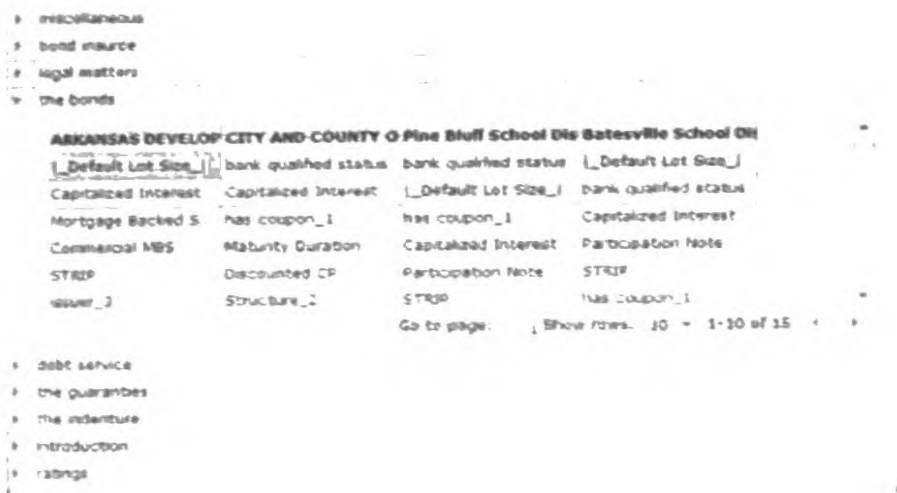 miscellaneous
bond insurce
legal matters
the bonds
ARKANSAS DEVELOP CITY AND COUNTY O Pine Bluff School Dis Batesville School Dis
|_Default Lot Size_| bank qualified status bank qualified status |_Default Lot Size_|
Capitalized Interest Capitalized Interest |_Default Lot Size_| bank qualified status
Mortgage Backed S has coupon_1 has coupon_1 Capitalized Interest
Commercial MBS Maturity Duration Capitalized Interest Participation Note
STRIP Discounted CP Participation Note STRIP
issuer_3 Structure_2 STRIP has coupon_1
Go to page: Show rows: 10 1-10 of 15
debt service
the guaranties
the indenture
introduction
ratings